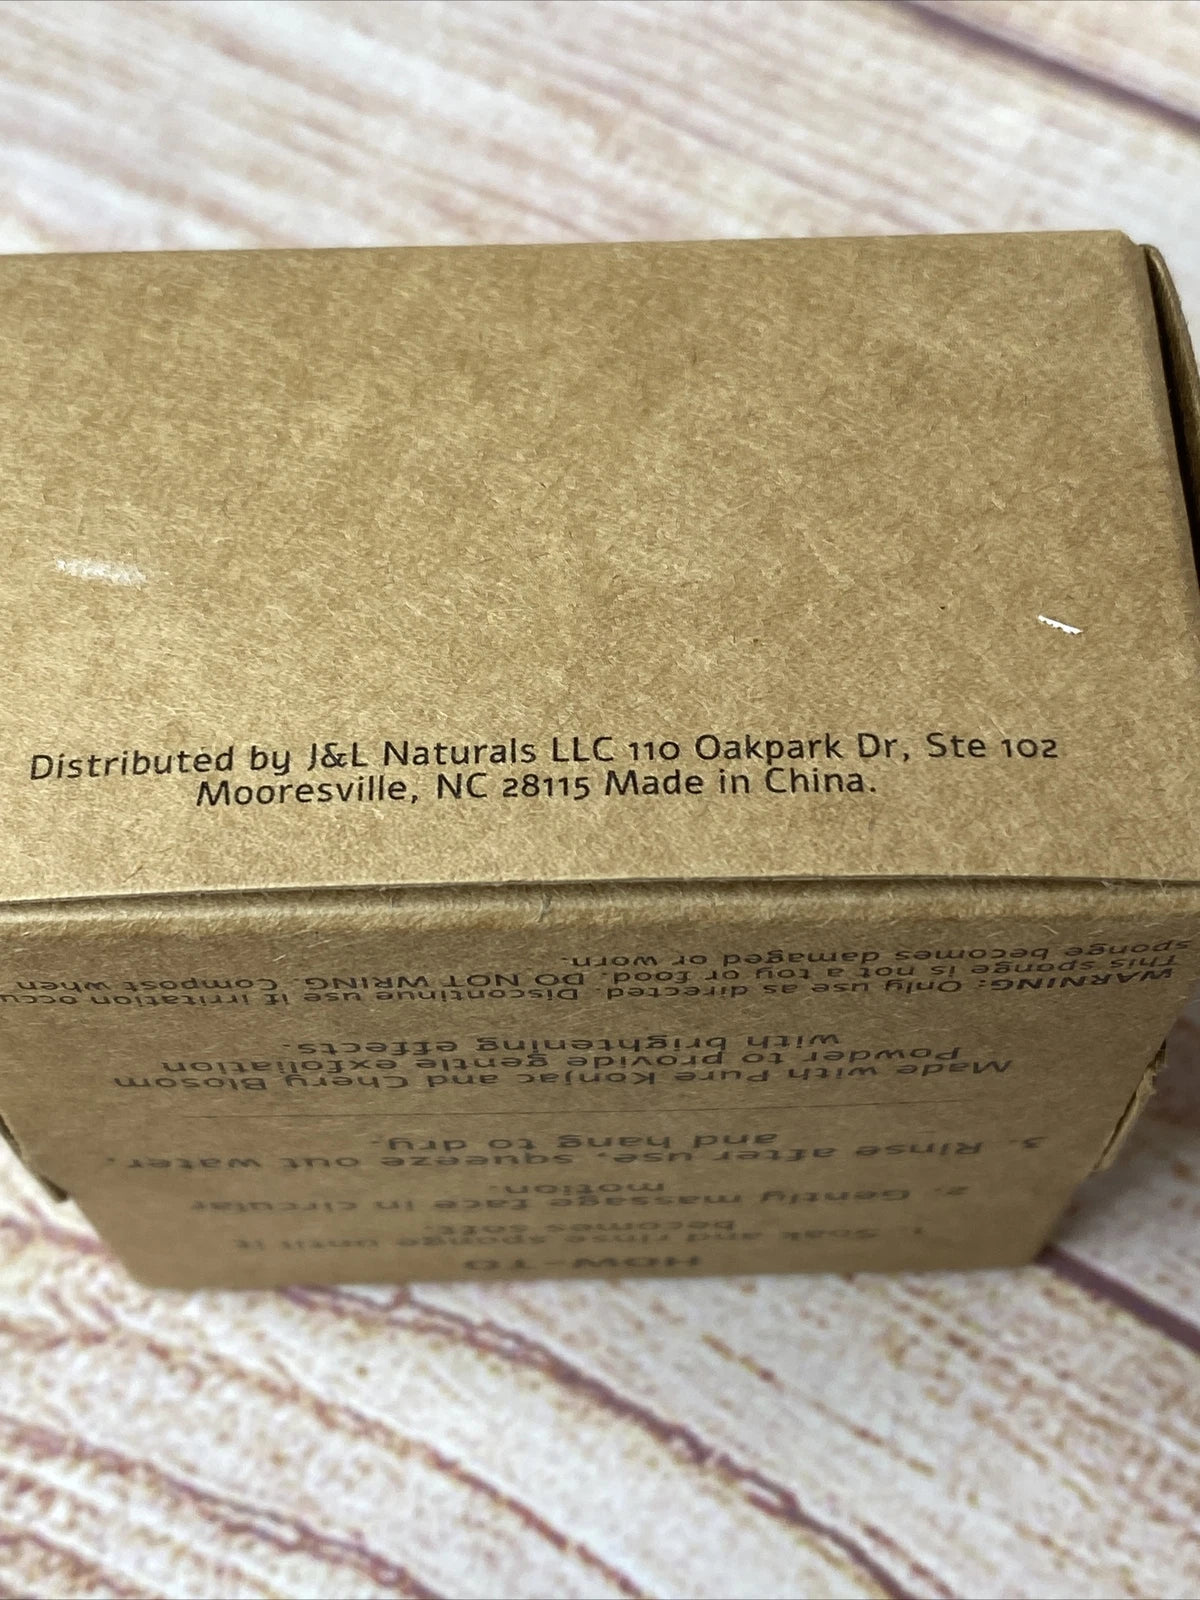 Distributed by J&L Naturals LLC 110 Oakpark Dr, Ste 102
Mooresville, NC 28115 Made in China.
HOW-TO
1. Soak and rinse sponge until it
becomes soft.
2. Gently massage face in circular
motion.
3. Rinse after use, squeeze out water,
and hang to dry.
Made with Pure Konjac and Chery Blosom
Powder to provide gentle exfoliation
with brightening effects.
WARNING: Only use as directed. Discontinue use if irritation occu
This sponge is not a toy or food. DO NOT WRING. Compost when
sponge becomes damaged or worn.